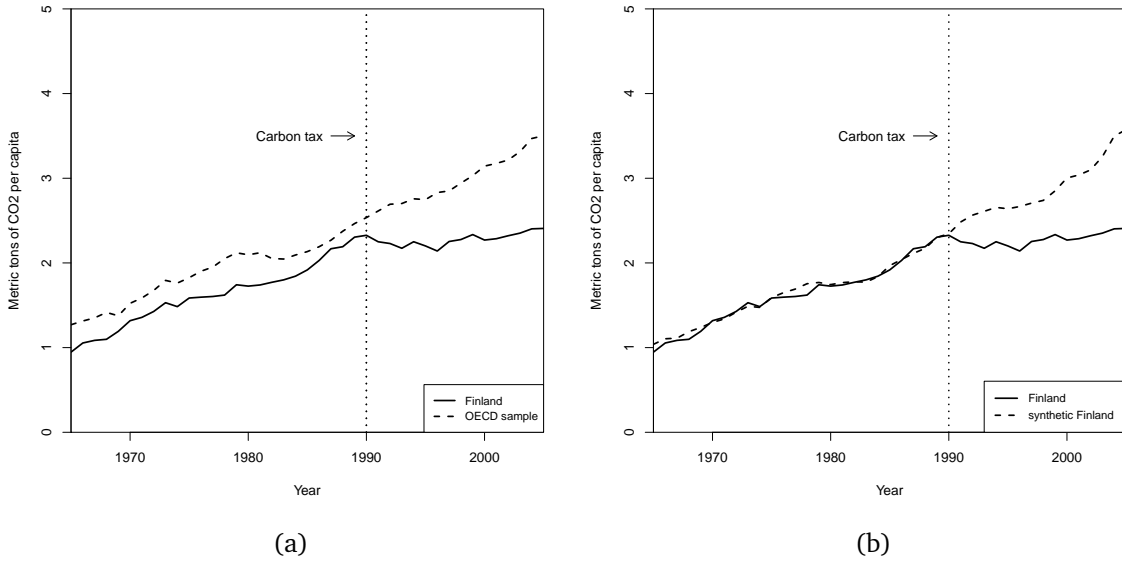 Metric tons of CO2 per capita
5
4
3
2
1
0
Carbon tax
Finland
OECD sample
1970 1980 1990 2000
Year
(a)
Metric tons of CO2 per capita
5
4
3
2
1
0
Carbon tax
Finland
synthetic Finland
1970 1980 1990 2000
Year
(b)